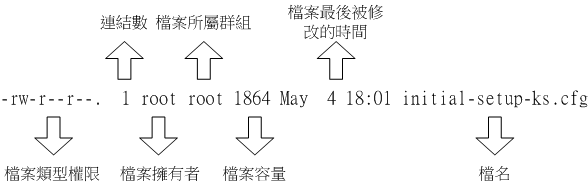 連結數 檔案所屬群組 檔案最後被修
改的時間
-rw-r--r--. 1 root root 1864 May 4 18:01 initial-setup-ks.cfg
檔案類型權限 檔案擁有者 檔案容量 檔名